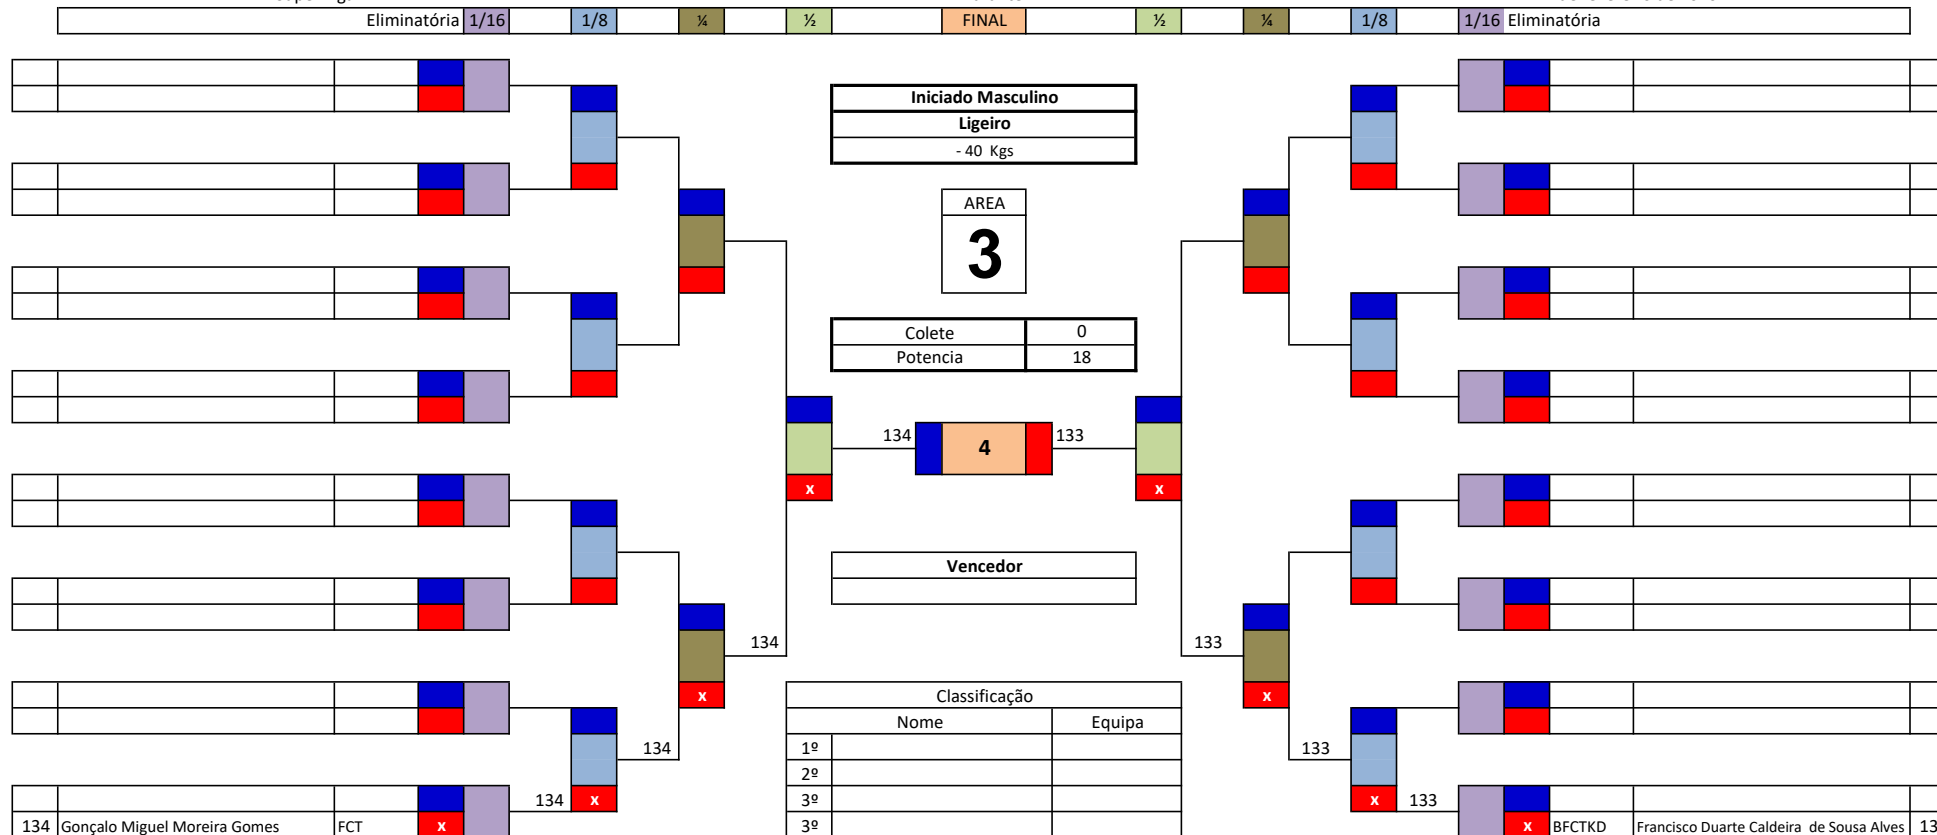 Eliminatória 1/16 1/8 ¼ ½ FINAL ½ ¼ 1/8 1/16 Eliminatória
Iniciado Masculino
Ligeiro
- 40 Kgs
AREA
3
Colete 0
Potencia 18
134 4 133
x x
Vencedor
134 133
x x
Classificação
Nome Equipa
134 1º 133
2º
134 x 3º x 133
134 Gonçalo Miguel Moreira Gomes FCT x 3º x BFCTKD Francisco Duarte Caldeira de Sousa Alves 13